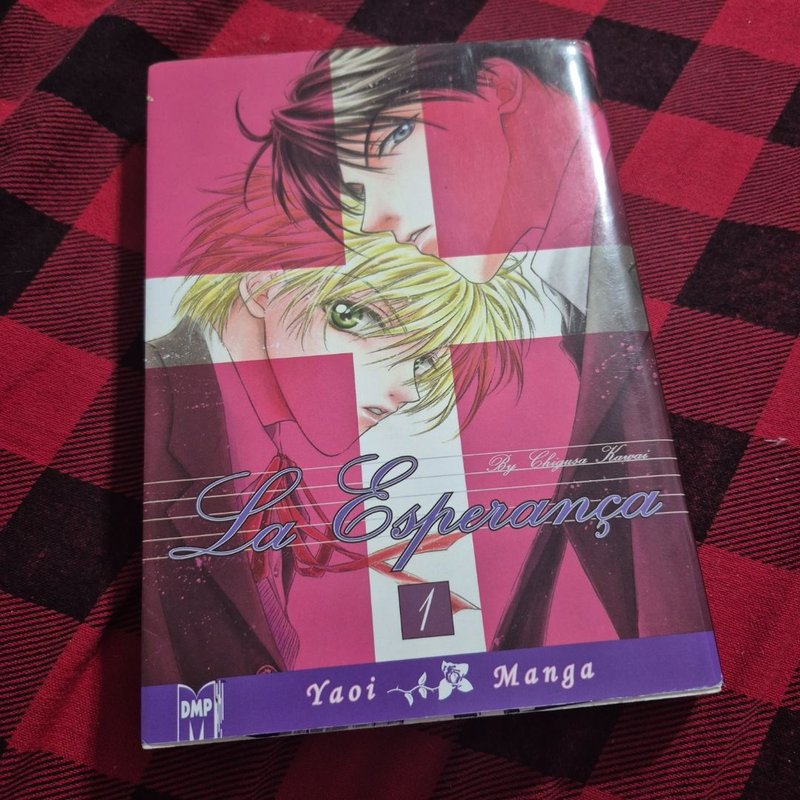 By Chigusa Kawai
La Esperança
1
Yaoi Manga
DMP